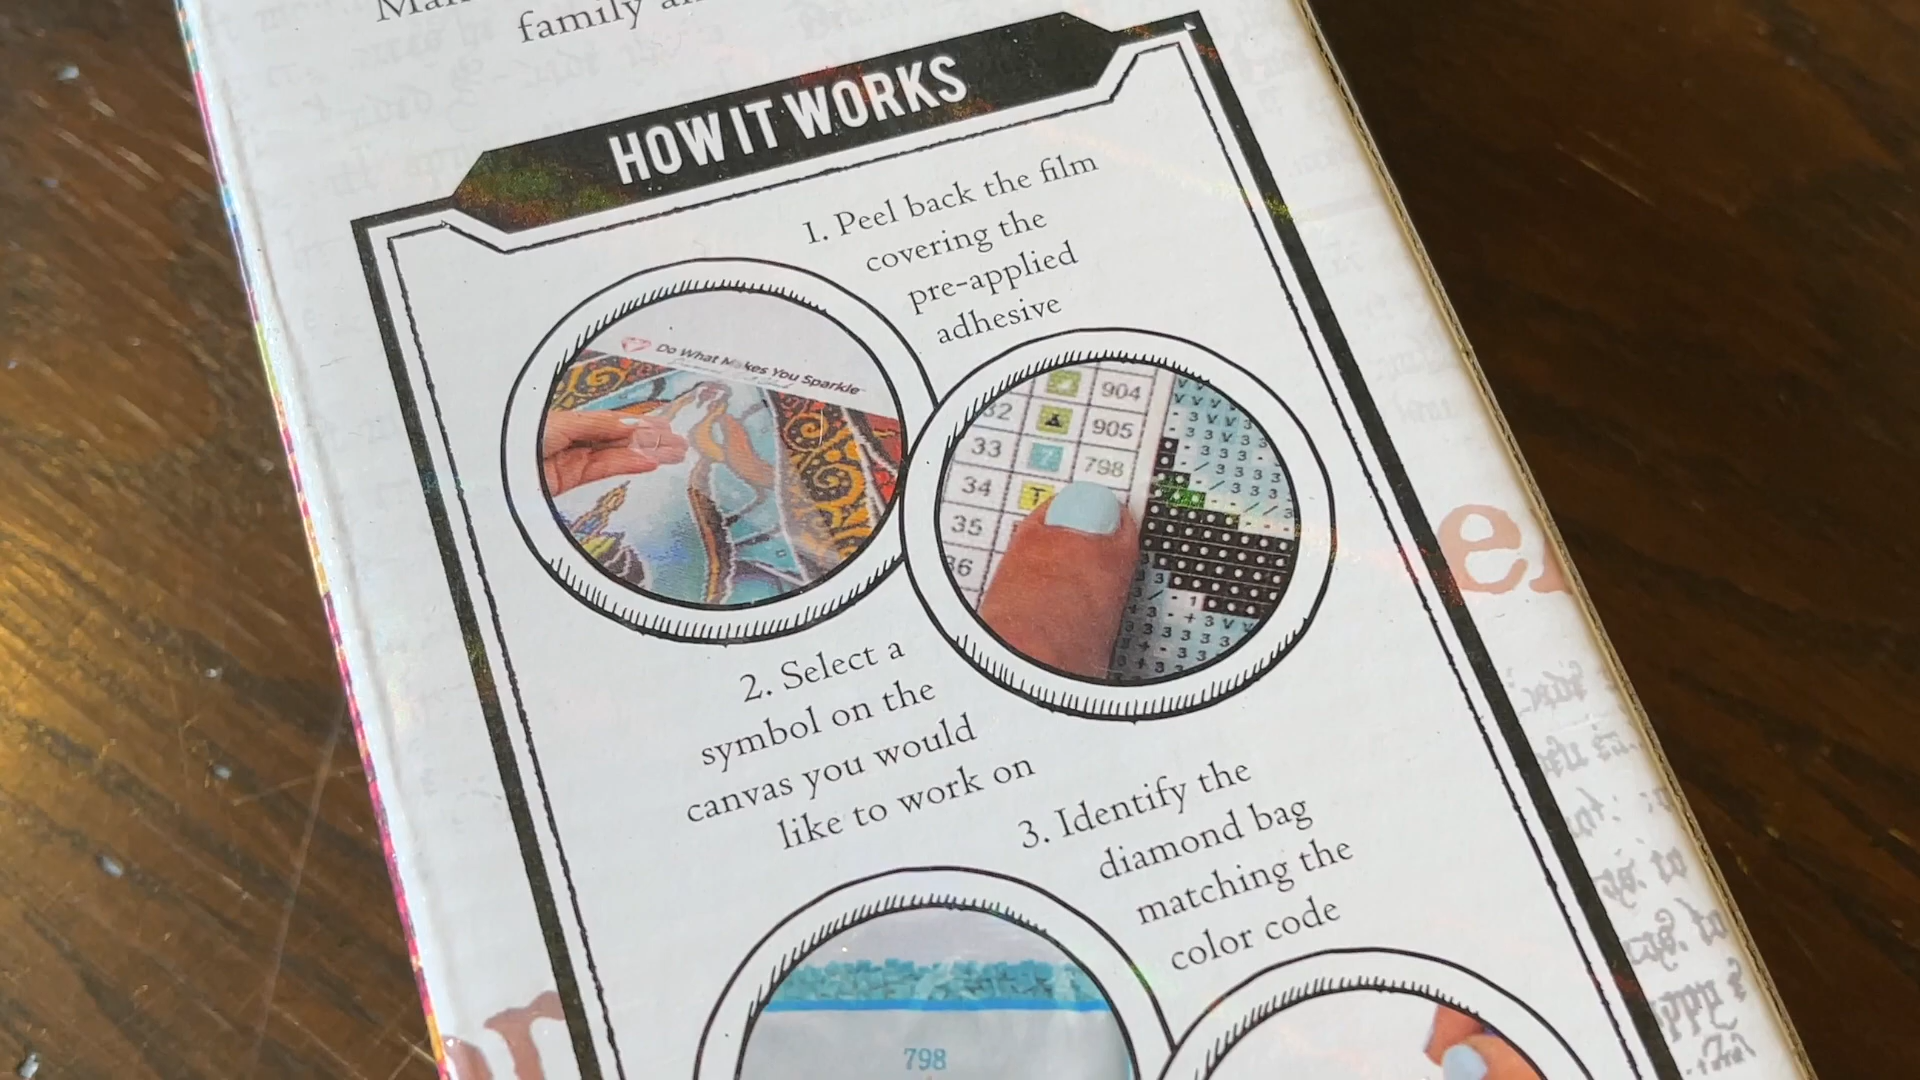 family
HOW IT WORKS
1. Peel back the film
covering the
pre-applied
adhesive
Do What Makes You Sparkle
904
32
905
33
798
34
35
36
2. Select a
symbol on the
canvas you would
like to work on
3. Identify the
diamond bag
matching the
color code
798